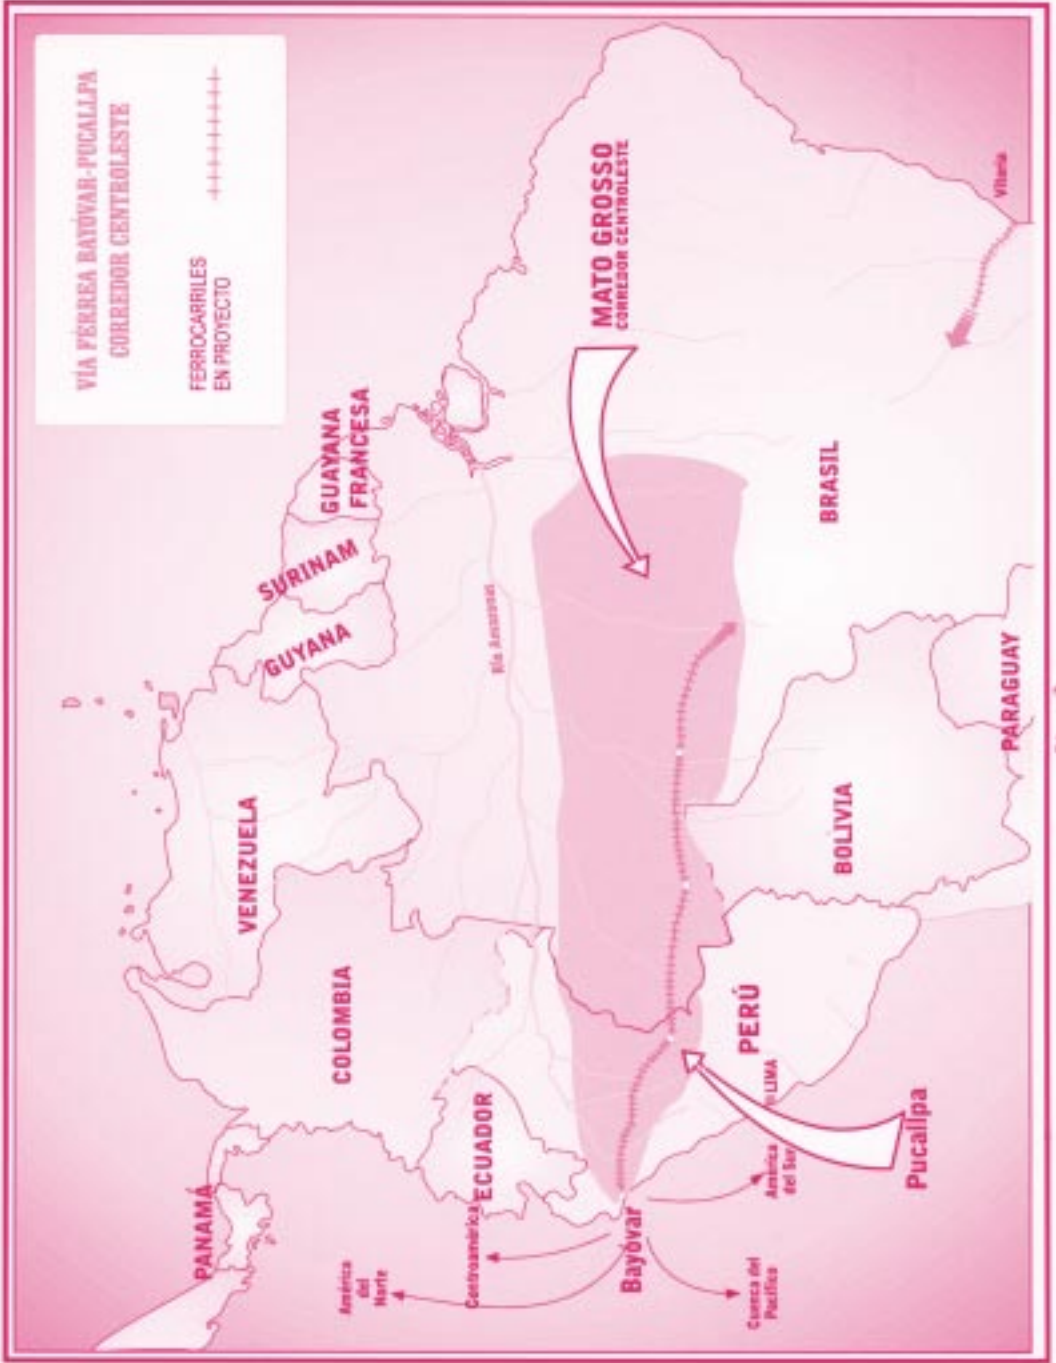 VÍA FÉRREA BAYÓVAR-PUCALLPA
CORREDOR CENTROLESTE
FERROCARRILES
EN PROYECTO
PANAMÁ
VENEZUELA
GUYANA
SURINAM
GUAYANA
FRANCESA
COLOMBIA
ECUADOR
Río Amazonas
MATO GROSSO
CORREDOR CENTROLESTE
América
del
Norte
Centroamérica
Bayóvar
Cuenca del
Pacífico
América
del Sur
LIMA
PERÚ
Pucallpa
BOLIVIA
BRASIL
PARAGUAY
Vitoria